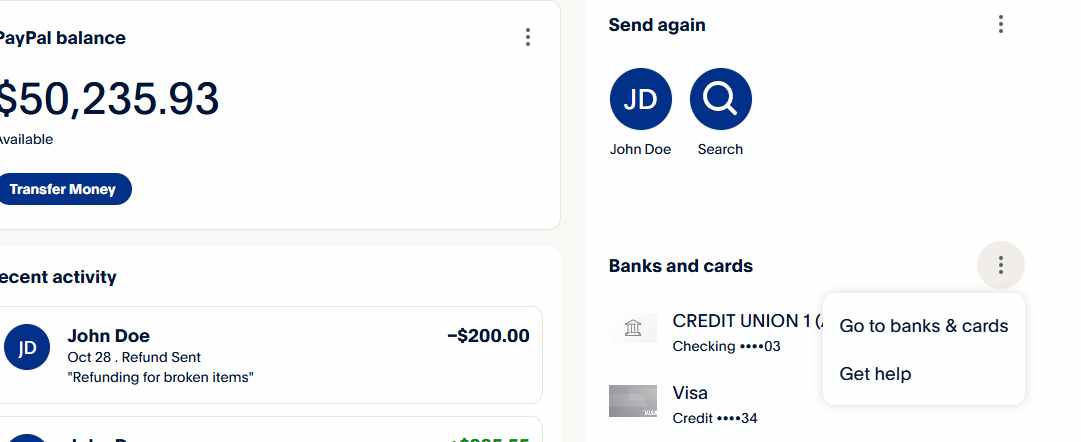 PayPal balance
$50,235.93
Available
Transfer Money
ecent activity
JD
John Doe
−$200.00
Oct 28 . Refund Sent
"Refunding for broken items"
Send again
JD
John Doe
Search
Banks and cards
CREDIT UNION 1 (
Checking ••••03
Go to banks & cards
Get help
VISA
Visa
Credit ••••34